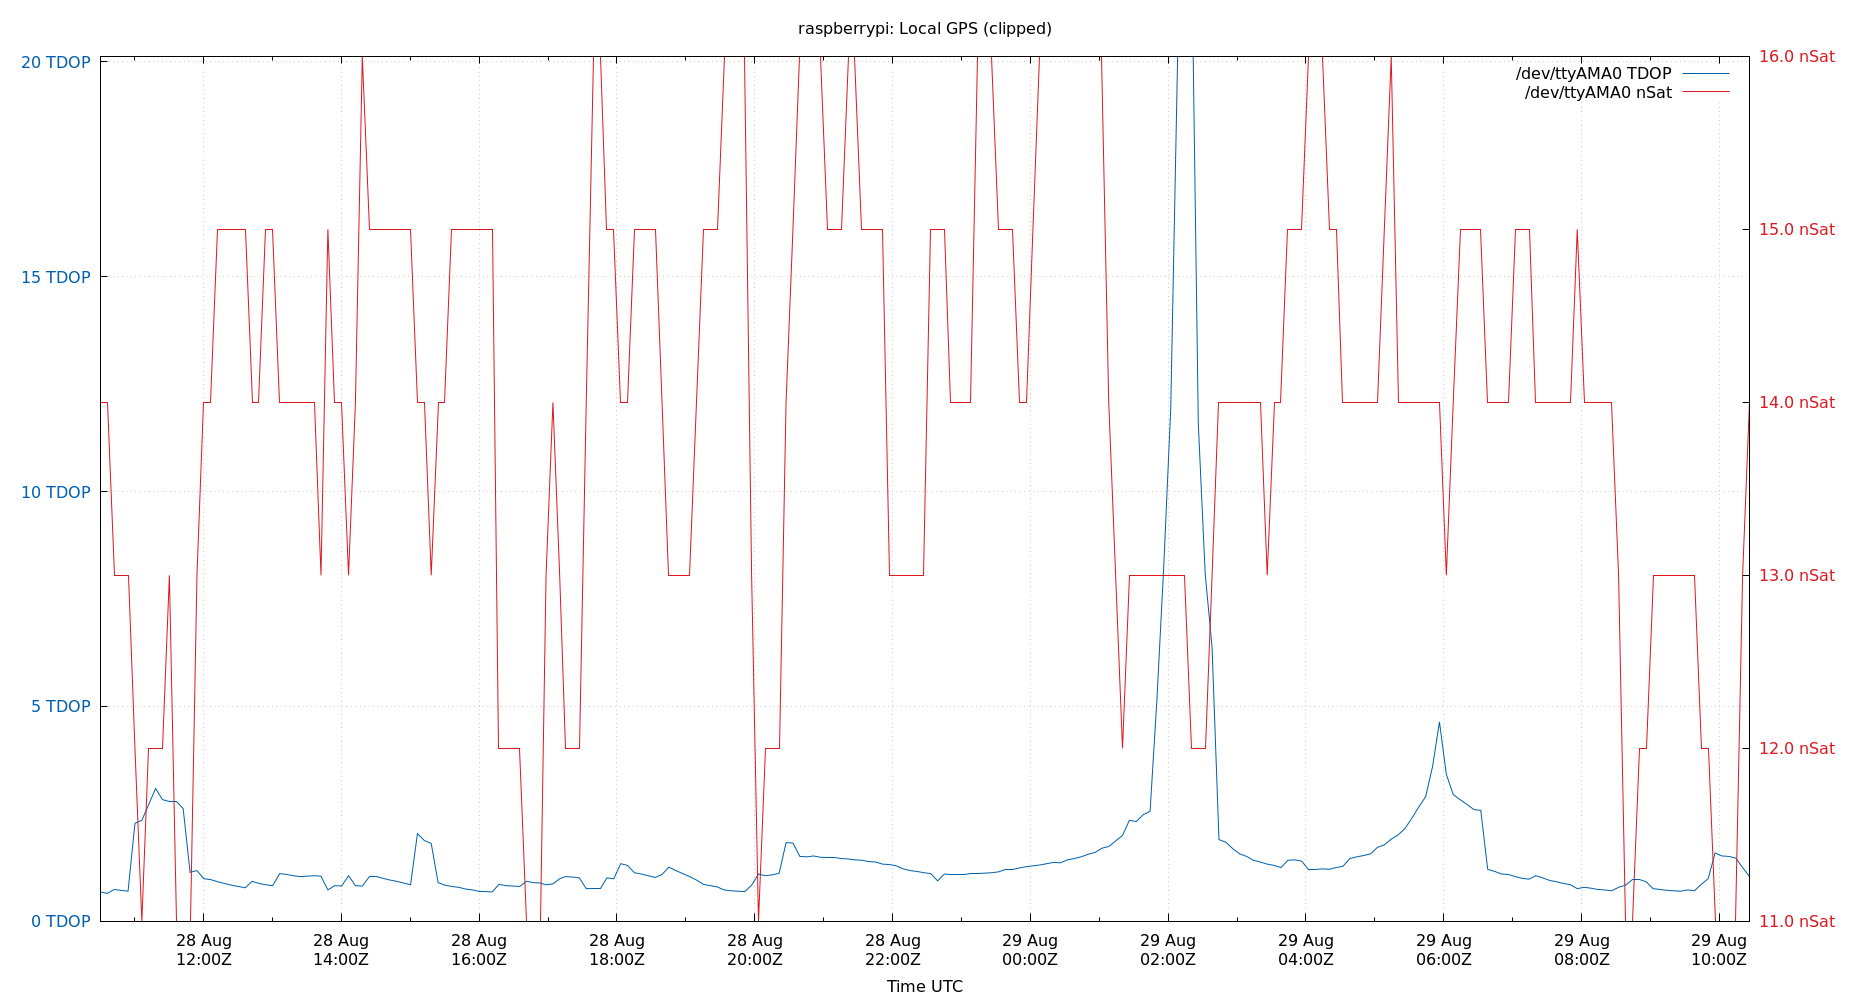 raspberrypi: Local GPS (clipped)
20 TDOP
15 TDOP
10 TDOP
5 TDOP
0 TDOP
16.0 nSat
15.0 nSat
14.0 nSat
13.0 nSat
12.0 nSat
11.0 nSat
/dev/ttyAMA0 TDOP
/dev/ttyAMA0 nSat
28 Aug
12:00Z
28 Aug
14:00Z
28 Aug
16:00Z
28 Aug
18:00Z
28 Aug
20:00Z
28 Aug
22:00Z
29 Aug
00:00Z
29 Aug
02:00Z
29 Aug
04:00Z
29 Aug
06:00Z
29 Aug
08:00Z
29 Aug
10:00Z
Time UTC